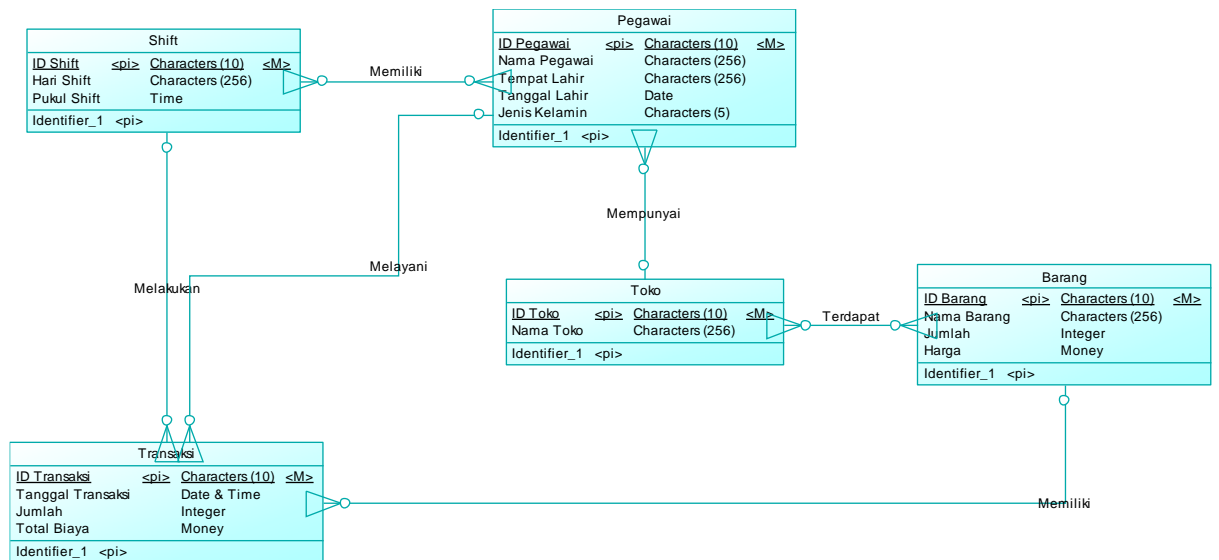 Shift
ID Shift <pi> Characters (10) <M>
Hari Shift Characters (256)
Pukul Shift Time
Identifier_1 <pi>
Memiliki
Pegawai
ID Pegawai <pi> Characters (10) <M>
Nama Pegawai Characters (256)
Tempat Lahir Characters (256)
Tanggal Lahir Date
Jenis Kelamin Characters (5)
Identifier_1 <pi>
Mempunyai
Melayani
Melakukan
Toko
ID Toko <pi> Characters (10) <M>
Nama Toko Characters (256)
Identifier_1 <pi>
Terdapat
Barang
ID Barang <pi> Characters (10) <M>
Nama Barang Characters (256)
Jumlah Integer
Harga Money
Identifier_1 <pi>
Transaksi
ID Transaksi <pi> Characters (10) <M>
Tanggal Transaksi Date & Time
Jumlah Integer
Total Biaya Money
Identifier_1 <pi>
Memiliki